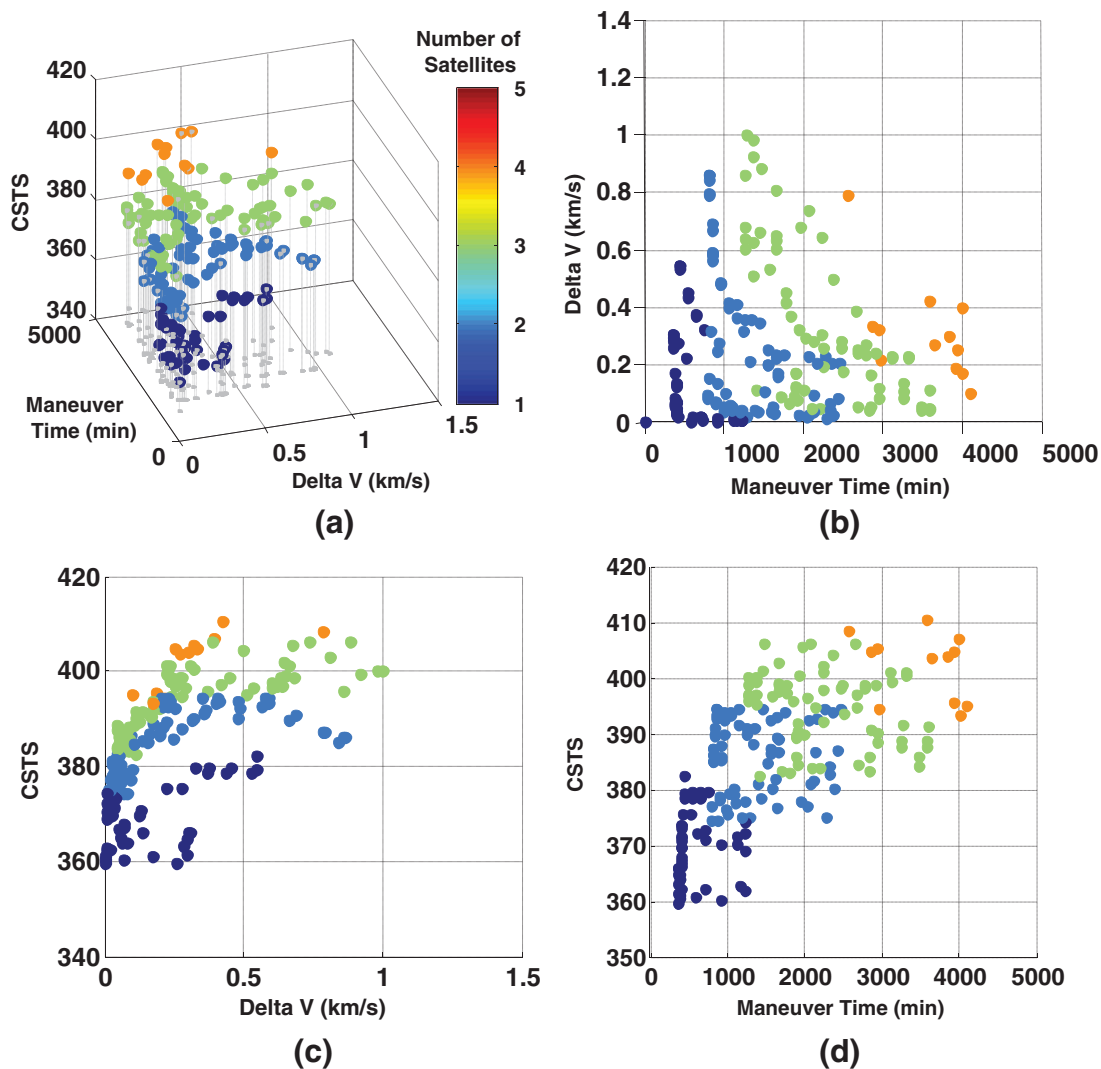 Number of
Satellites
420
400
380
360
340
CSTS
5000
Maneuver
Time (min)
0
0
0.5
1
1.5
Delta V (km/s)
5
4
3
2
1
(a)
1.4
1.2
1
0.8
0.6
0.4
0.2
0
Delta V (km/s)
0 1000 2000 3000 4000 5000
Maneuver Time (min)
(b)
420
400
380
360
340
CSTS
0 0.5 1 1.5
Delta V (km/s)
(c)
420
410
400
390
380
370
360
350
CSTS
0 1000 2000 3000 4000 5000
Maneuver Time (min)
(d)